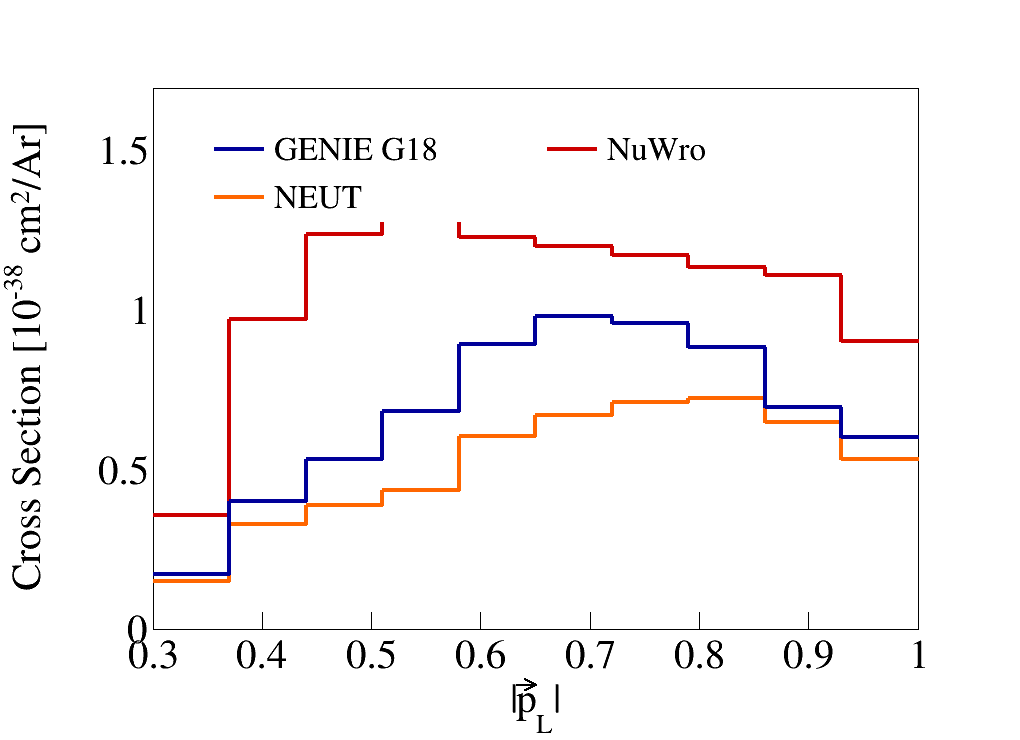 GENIE G18 NuWro
NEUT
Cross Section [10⁻³⁸ cm²/Ar]
1.5
1
0.5
0
0.3 0.4 0.5 0.6 0.7 0.8 0.9 1
|p⃗_L|